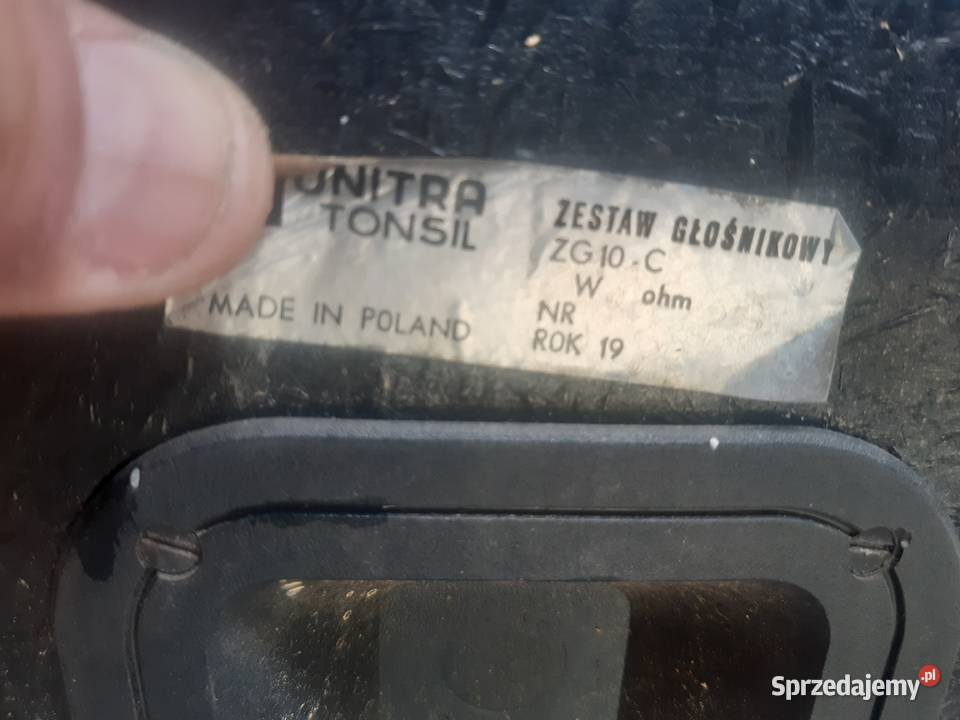 UNITRA
TONSIL
MADE IN POLAND
ZESTAW GŁOŚNIKOWY
ZG10-C
W ohm
NR
ROK 19
Sprzedajemy.pl